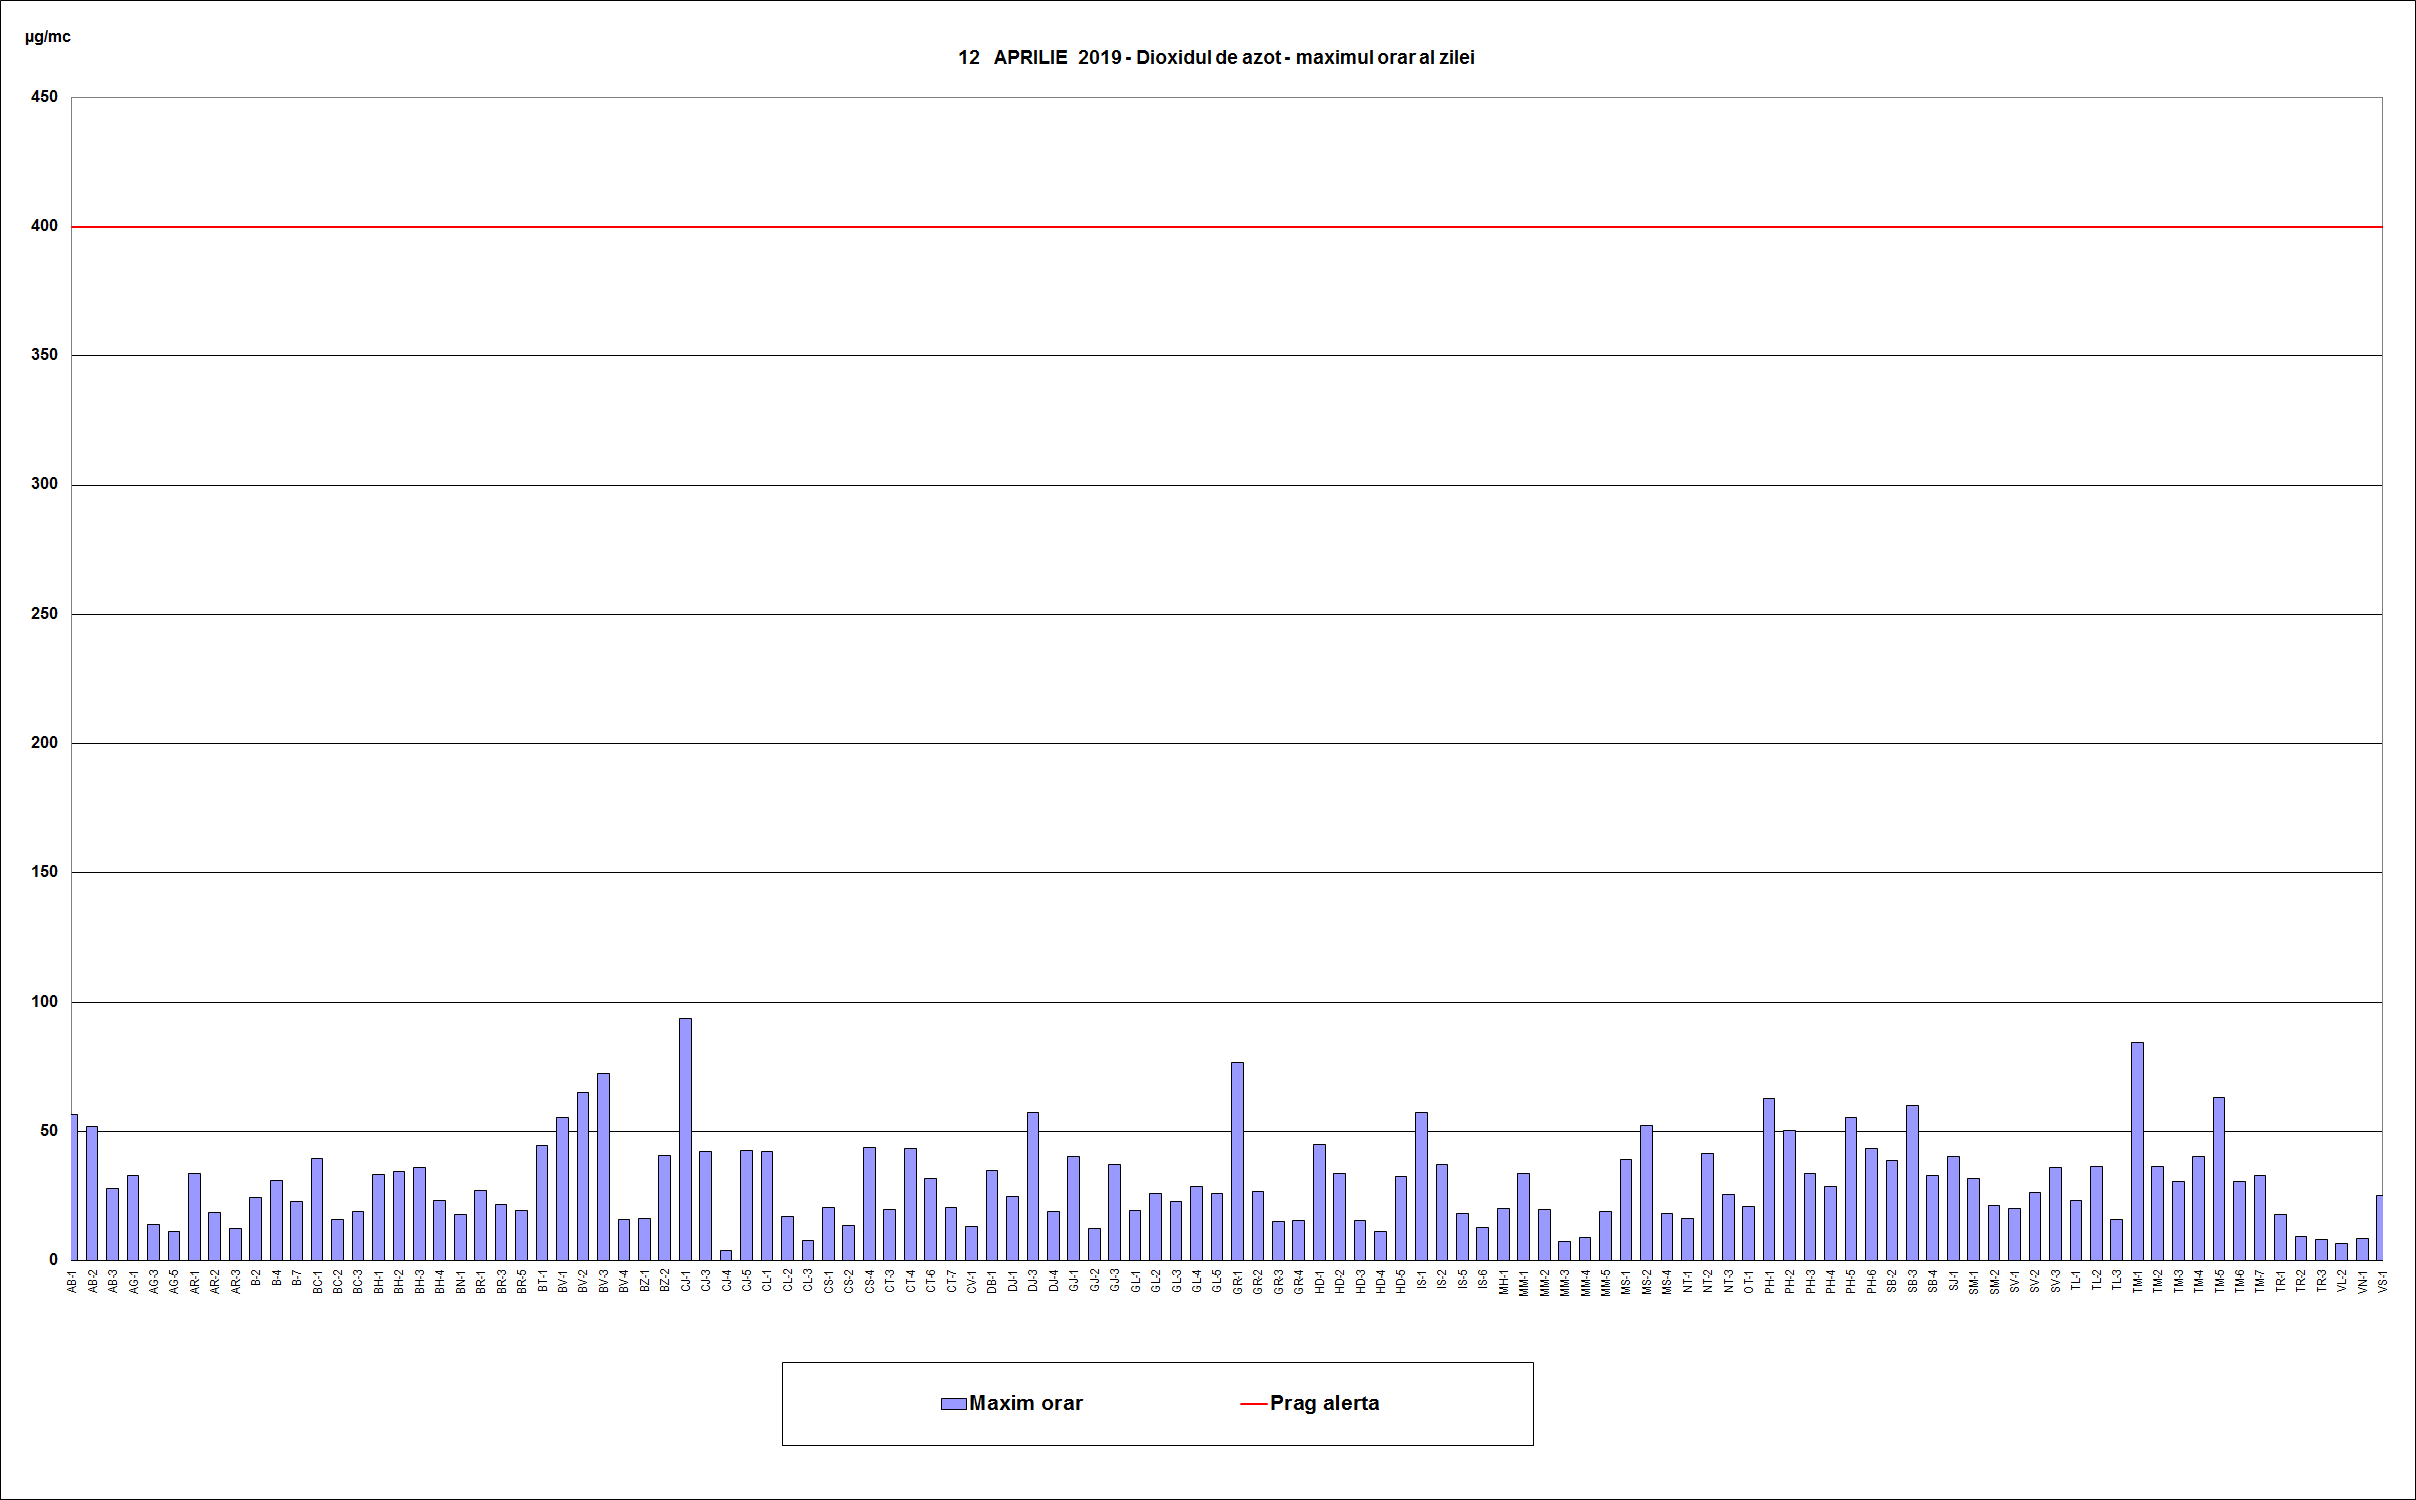 µg/mc
12 APRILIE 2019 - Dioxidul de azot - maximul orar al zilei
450
400
350
300
250
200
150
100
50
0
AB-1 AB-2 AB-3 AG-1 AG-3 AG-5 AR-1 AR-2 AR-3 B-2 B-4 B-7 BC-1 BC-2 BC-3 BH-1 BH-2 BH-3 BH-4 BN-1 BR-1 BR-3 BR-5 BT-1 BV-1 BV-2 BV-3 BV-4 BZ-1 BZ-2 CJ-1 CJ-3 CJ-4 CJ-5 CL-1 CL-2 CL-3 CS-1 CS-2 CS-4 CT-3 CT-4 CT-6 CT-7 CV-1 DB-1 DJ-1 DJ-3 DJ-4 GJ-1 GJ-2 GJ-3 GL-1 GL-2 GL-3 GL-4 GL-5 GR-1 GR-2 GR-3 GR-4 HD-1 HD-2 HD-3 HD-4 HD-5 IS-1 IS-2 IS-5 IS-6 MH-1 MM-1 MM-2 MM-3 MM-4 MM-5 MS-1 MS-2 MS-4 NT-1 NT-2 NT-3 OT-1 PH-1 PH-2 PH-3 PH-4 PH-5 PH-6 SB-2 SB-3 SB-4 SJ-1 SM-1 SM-2 SV-1 SV-2 SV-3 TL-1 TL-2 TL-3 TM-1 TM-2 TM-3 TM-4 TM-5 TM-6 TM-7 TR-1 TR-2 TR-3 VL-2 VN-1 VS-1
Maxim orar Prag alerta